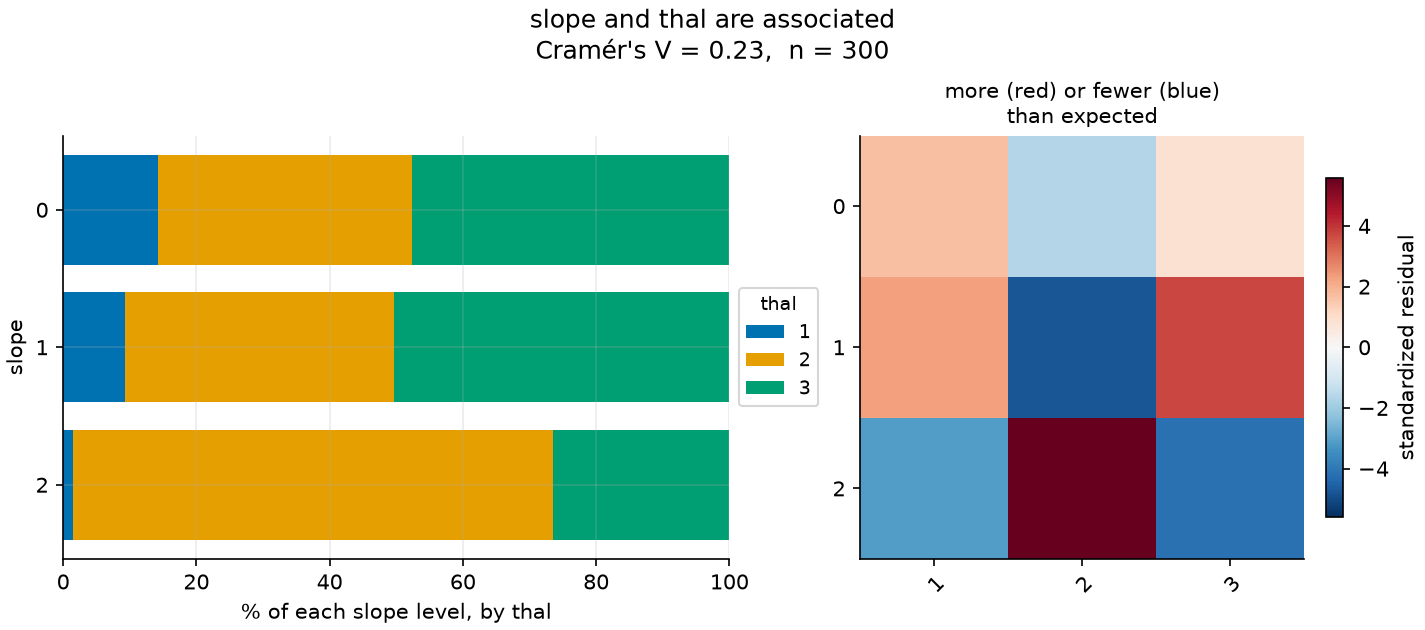 slope and thal are associated
Cramér's V = 0.23,  n = 300
slope
0
1
2
0
20
40
60
80
100
% of each slope level, by thal
thal
1
2
3
more (red) or fewer (blue)
than expected
0
1
2
1
2
3
4
2
0
−2
−4
standardized residual